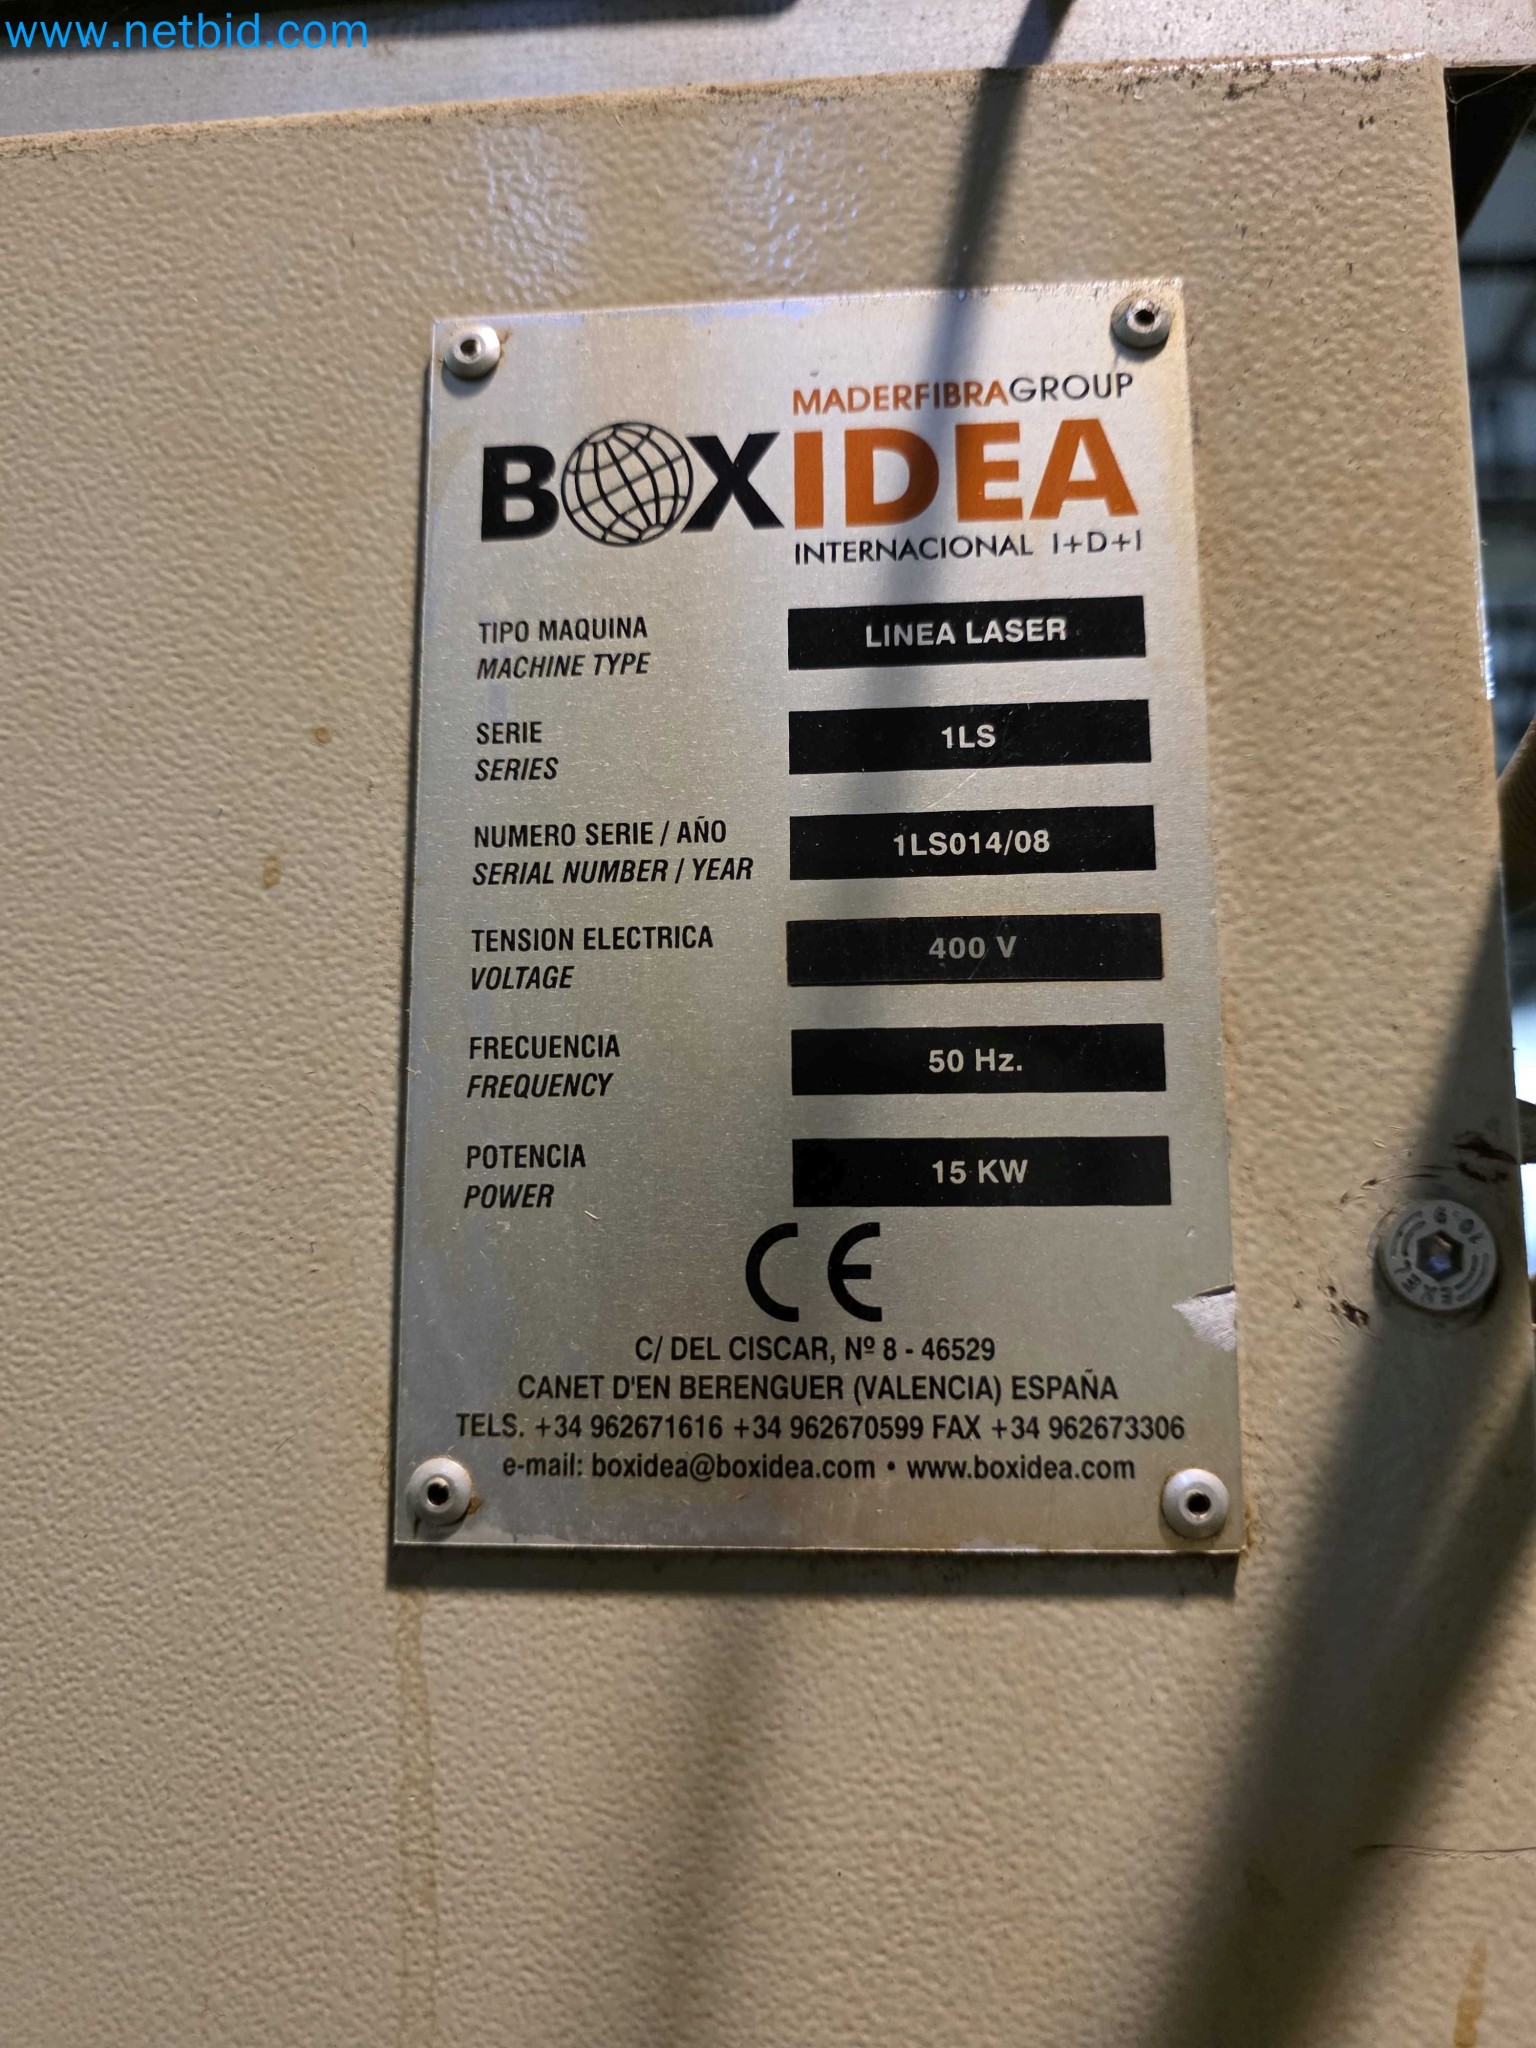 www.netbid.com
MADERFIBRAGROUP
BOXIDEA
INTERNACIONAL I+D+I
TIPO MAQUINA
MACHINE TYPE
LINEA LASER
SERIE
SERIES
1LS
NUMERO SERIE / AÑO
SERIAL NUMBER / YEAR
1LS014/08
TENSION ELECTRICA
VOLTAGE
400 V
FRECUENCIA
FREQUENCY
50 Hz.
POTENCIA
POWER
15 KW
CE
C/ DEL CISCAR, Nº 8 - 46529
CANET D'EN BERENGUER (VALENCIA) ESPAÑA
TELS. +34 962671616 +34 962670599 FAX +34 962673306
e-mail: boxidea@boxidea.com • www.boxidea.com
10.9
EXEL